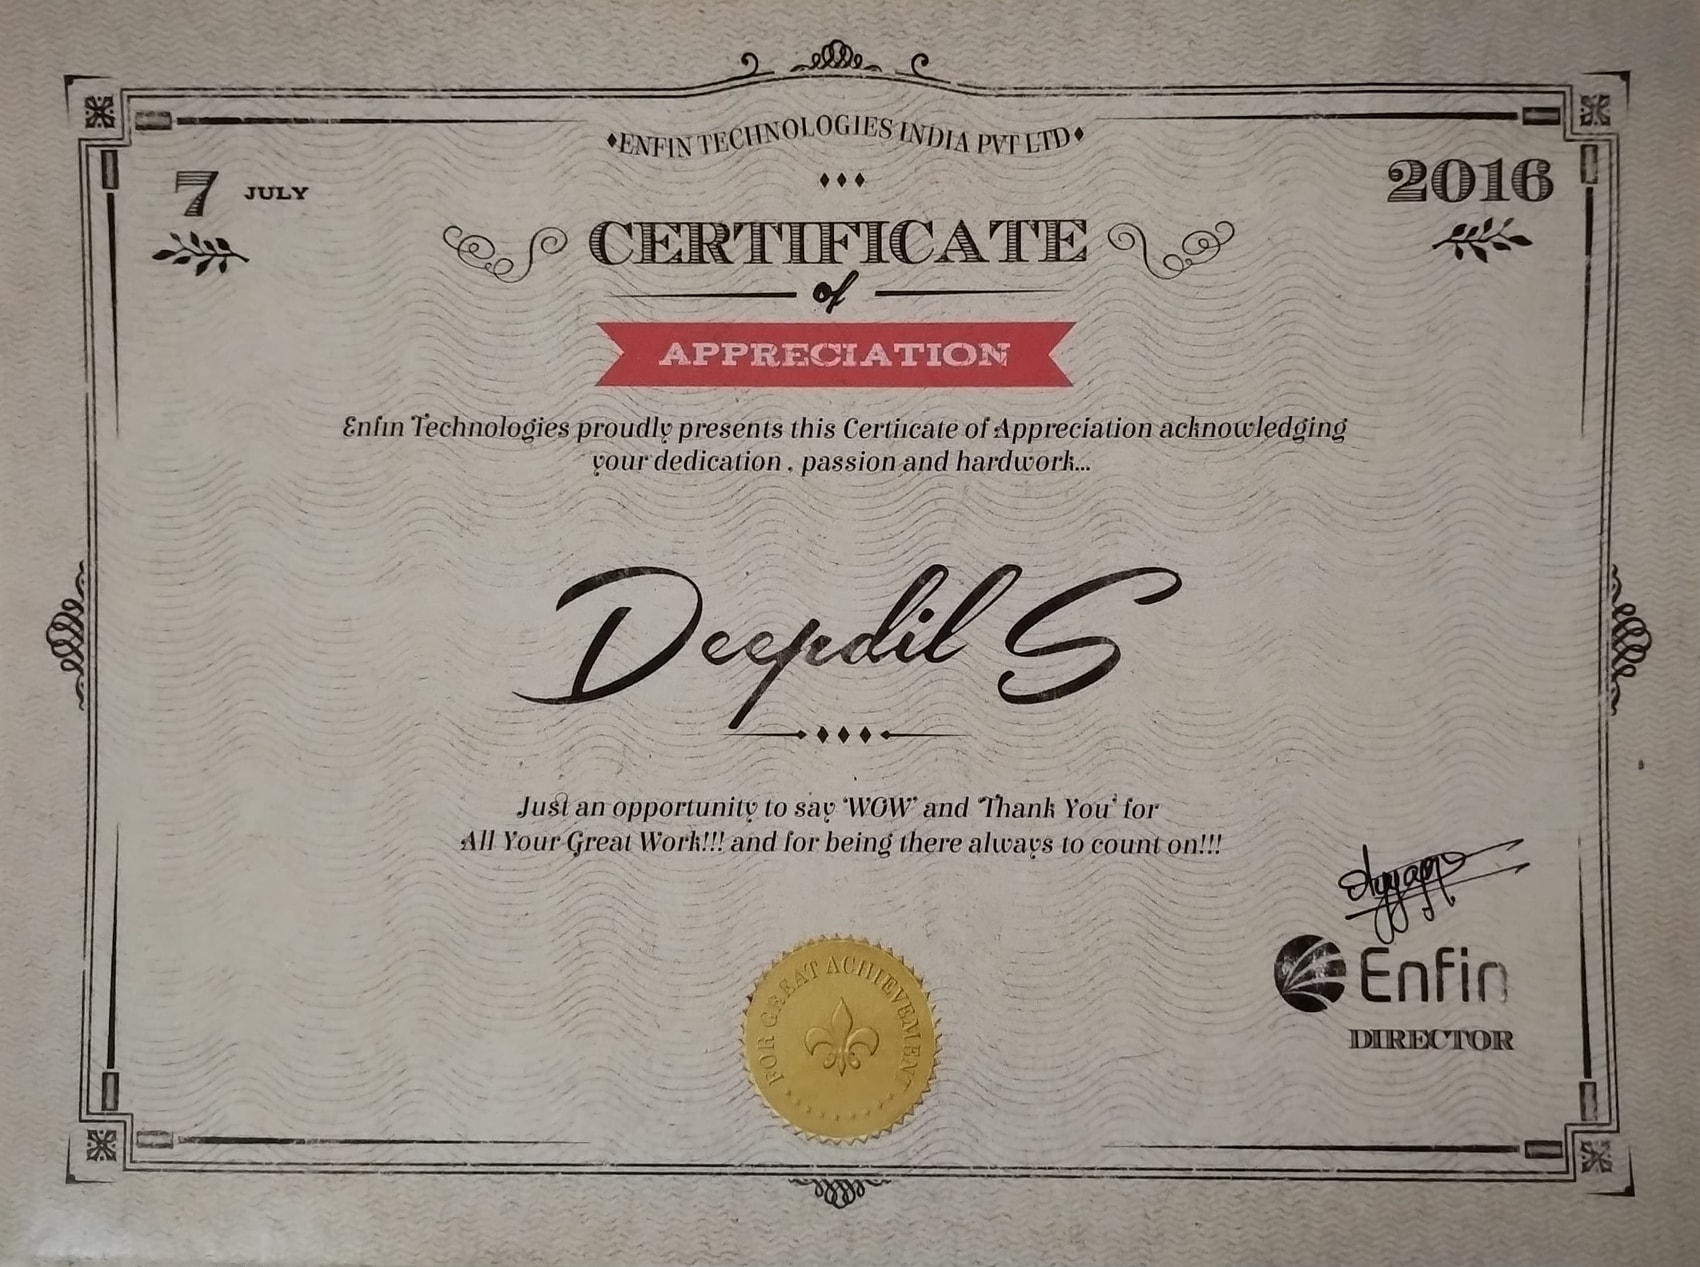 ♦ENFIN TECHNOLOGIES INDIA PVT LTD♦
7 JULY
2016
CERTIFICATE
of
APPRECIATION
Enfin Technologies proudly presents this Certiicate of Appreciation acknowledging
your dedication , passion and hardwork...
Deepdil S
Just an opportunity to say 'WOW' and 'Thank You' for
All Your Great Work!!! and for being there always to count on!!!
FOR GREAT ACHIEVEMENT
Enfin
DIRECTOR